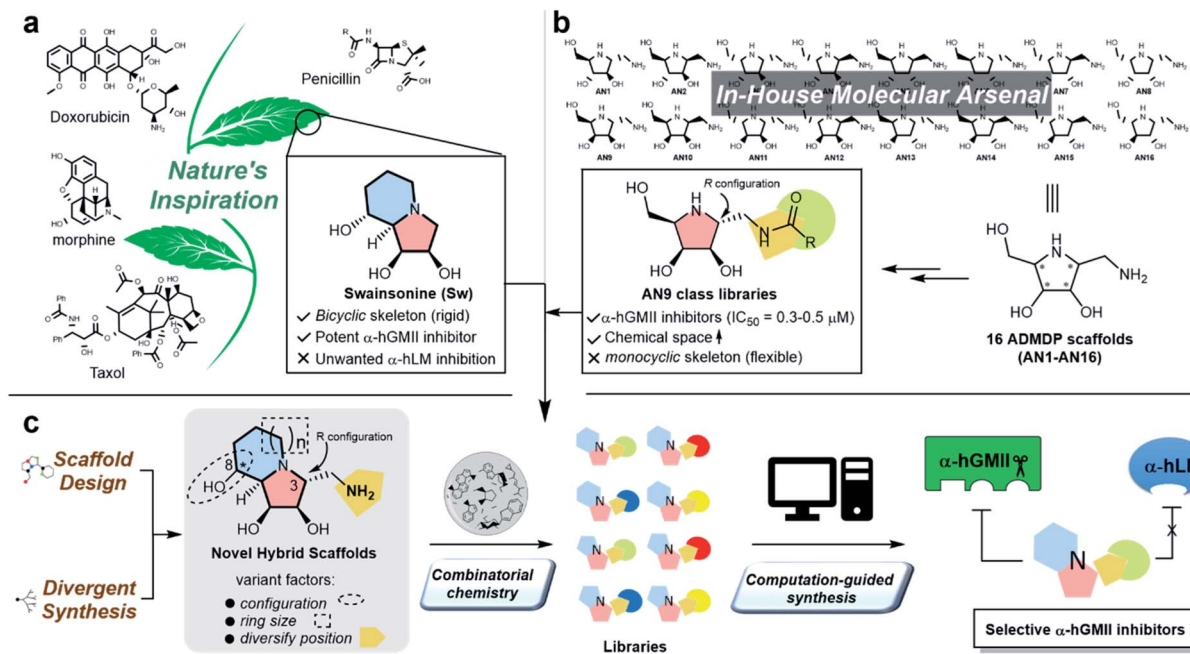 a
Doxorubicin
Penicillin
Nature's
Inspiration
morphine
Taxol
Swainsonine (Sw)
✓ Bicyclic skeleton (rigid)
✓ Potent α-hGMII inhibitor
✕ Unwanted α-hLM inhibition
b
In-House Molecular Arsenal
AN1
AN2
AN7
AN8
AN9
AN10
AN11
AN12
AN13
AN14
AN15
AN16
R configuration
AN9 class libraries
✓ α-hGMII inhibitors (IC50 = 0.3-0.5 μM)
✓ Chemical space
✕ monocyclic skeleton (flexible)
16 ADMDP scaffolds
(AN1-AN16)
c
Scaffold
Design
Divergent
Synthesis
R configuration
Novel Hybrid Scaffolds
variant factors:
● configuration
● ring size
● diversify position
Combinatorial
chemistry
Libraries
Computation-guided
synthesis
α-hGMII
α-hLM
Selective α-hGMII inhibitors